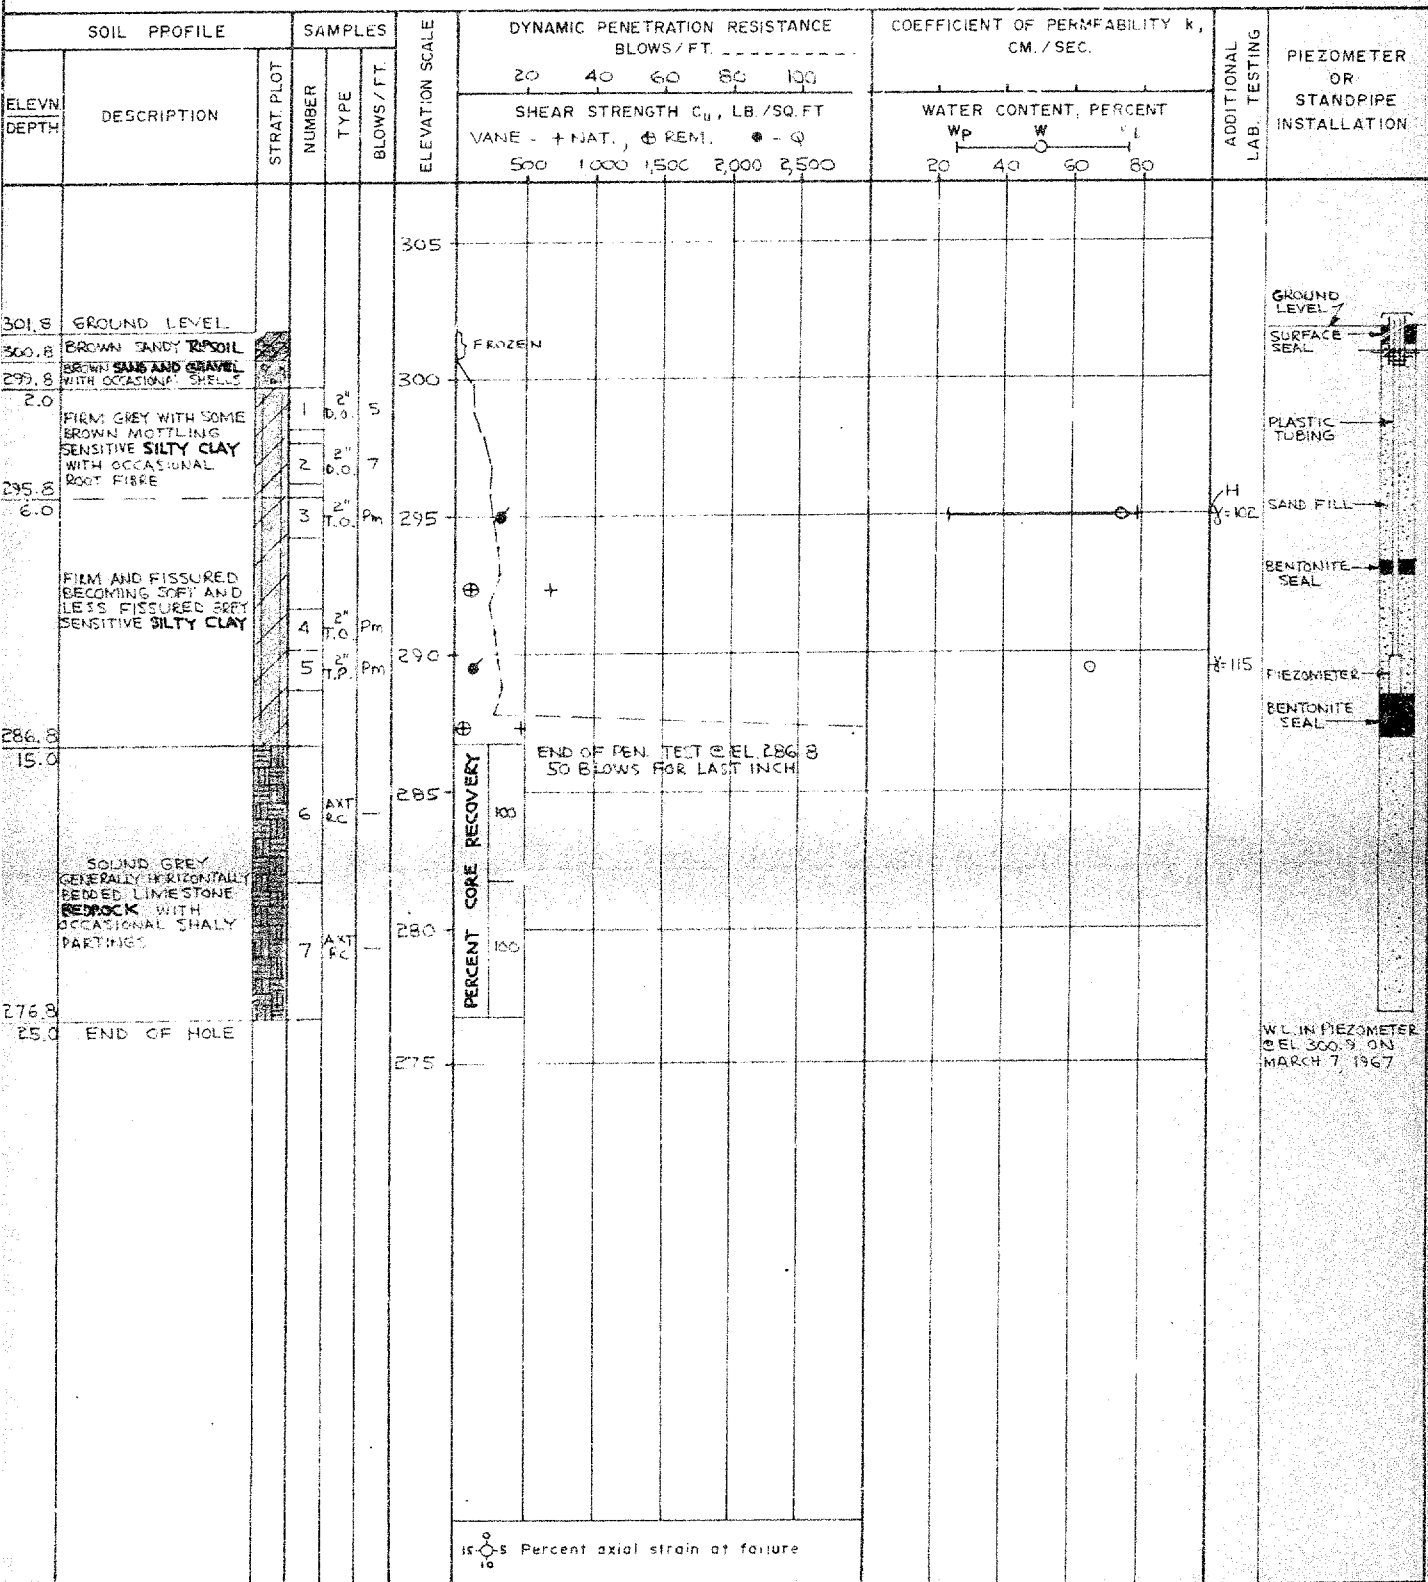 SOIL PROFILE
SAMPLES
ELEVATION SCALE
DYNAMIC PENETRATION RESISTANCE
BLOWS / FT.
20 40 60 80 100
COEFFICIENT OF PERMEABILITY k,
CM. / SEC.
ADDITIONAL
LAB. TESTING
PIEZOMETER
OR
STANDPIPE
INSTALLATION
ELEVN.
DEPTH
DESCRIPTION
STRAT. PLOT
NUMBER
TYPE
BLOWS / FT.
SHEAR STRENGTH Cu, LB./SQ.FT
VANE - + NAT., ⊕ REM. ● - Q
500 1000 1,500 2,000 2,500
WATER CONTENT, PERCENT
Wp W L
20 40 60 80
305
301.8 GROUND LEVEL
300.8 BROWN SANDY TOPSOIL
BROWN SAND AND GRAVEL
299.8 WITH OCCASIONAL SHELLS
2.0
FROZEN
300
GROUND
LEVEL
SURFACE
SEAL
FIRM GREY WITH SOME
BROWN MOTTLING
SENSITIVE SILTY CLAY
WITH OCCASIONAL
ROOT FIBRE
1 2" D.O. 5
2 2" D.O. 7
PLASTIC
TUBING
295.8
6.0
3 2" T.O. Pm
295
H
γ=102
SAND FILL
FIRM AND FISSURED
BECOMING SOFT AND
LESS FISSURED GREY
SENSITIVE SILTY CLAY
BENTONITE
SEAL
4 2" T.O. Pm
290
5 2" T.P. Pm
γ=115
PIEZOMETER
BENTONITE
SEAL
286.8
15.0
END OF PEN. TEST @ EL. 286.8
50 BLOWS FOR LAST INCH
PERCENT CORE RECOVERY
285
6 AXT RC —
100
SOUND GREY
GENERALLY HORIZONTALLY
BEDDED LIMESTONE
BEDROCK WITH
OCCASIONAL SHALY
PARTINGS
280
7 AXT RC —
100
276.8
25.0 END OF HOLE
275
W.L. IN PIEZOMETER
@ EL. 300.9 ON
MARCH 7, 1967
0
15 5 Percent axial strain at failure
10